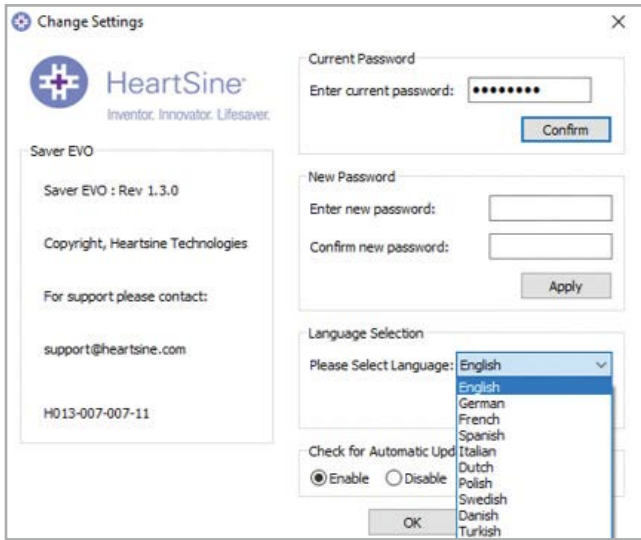 Change Settings
HeartSine
Inventor. Innovator. Lifesaver.
Saver EVO
Saver EVO : Rev 1.3.0
Copyright, Heartsine Technologies
For support please contact:
support@heartsine.com
H013-007-007-11
Current Password
Enter current password: ●●●●●●●●
Confirm
New Password
Enter new password:
Confirm new password:
Apply
Language Selection
Please Select Language: English
English
German
French
Spanish
Italian
Dutch
Polish
Swedish
Danish
Turkish
Check for Automatic Upd
Enable Disable
OK